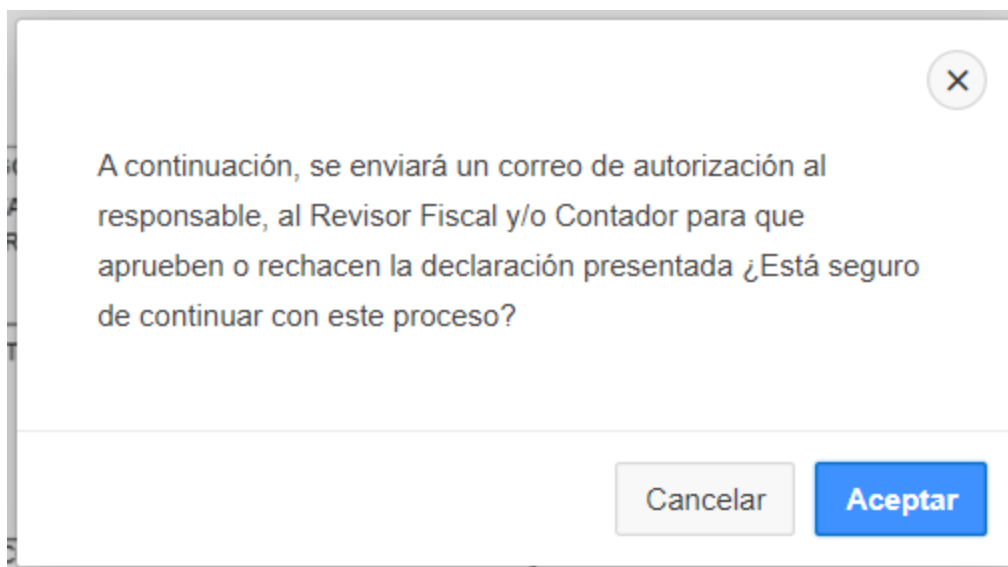 A continuación, se enviará un correo de autorización al
responsable, al Revisor Fiscal y/o Contador para que
aprueben o rechacen la declaración presentada ¿Está seguro
de continuar con este proceso?
Cancelar
Aceptar